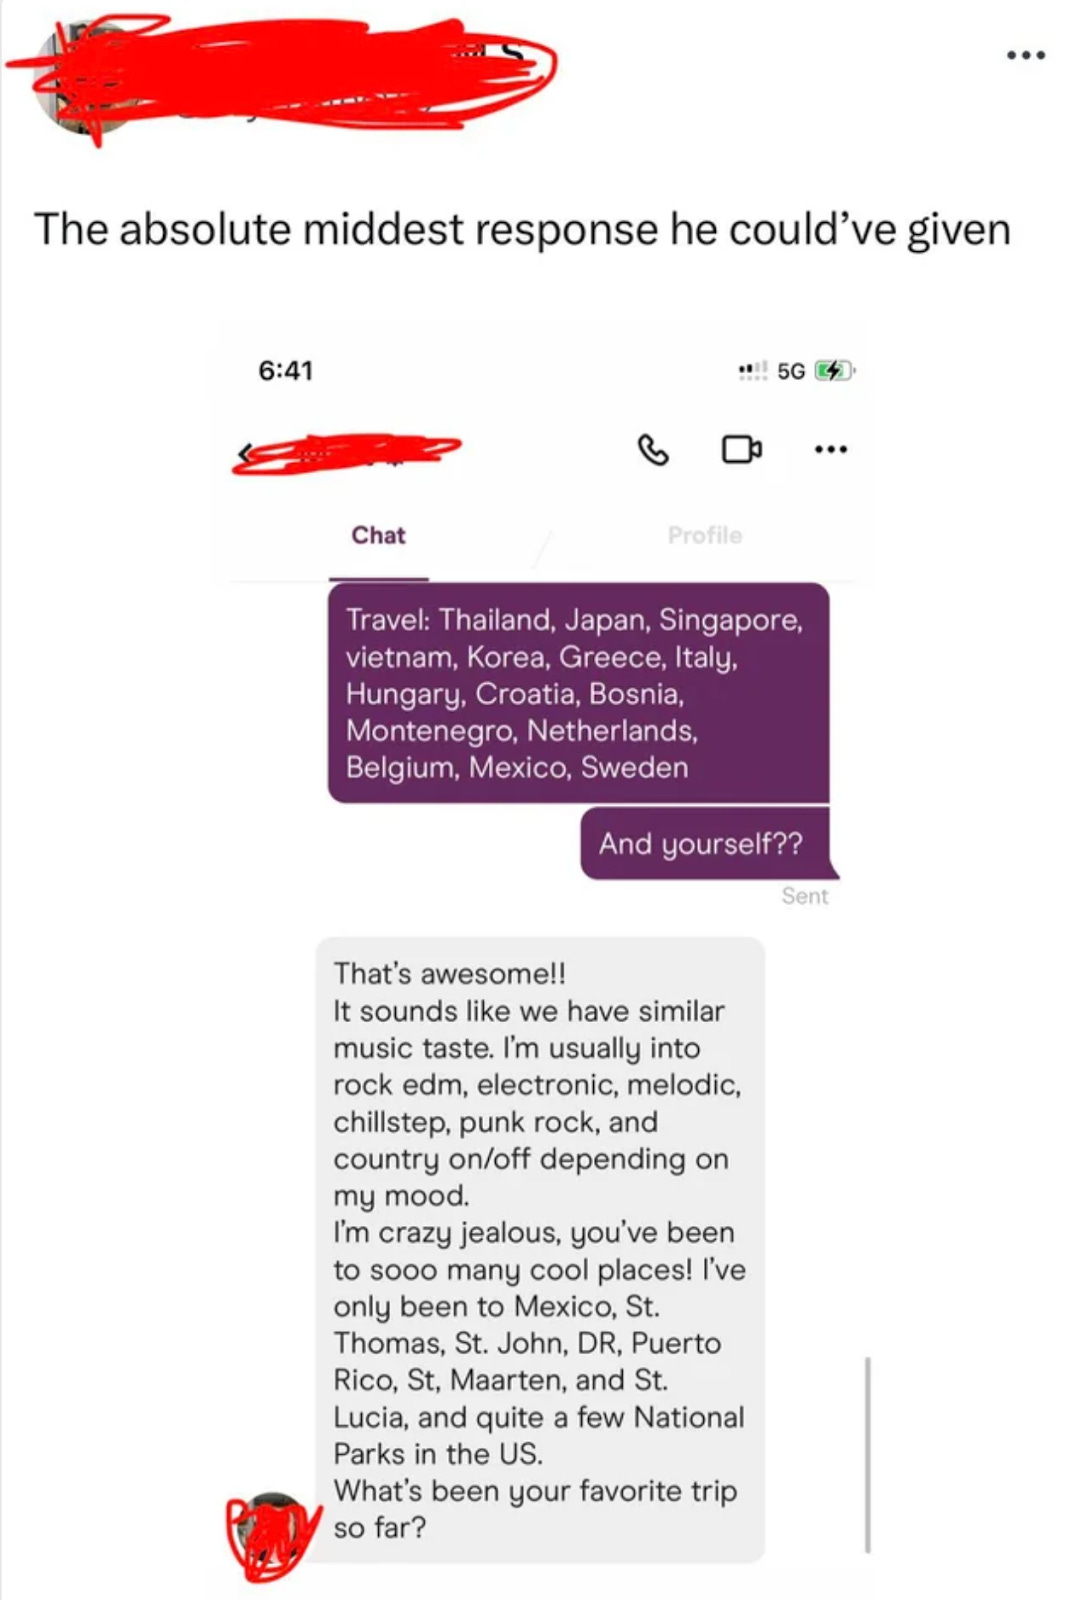 The absolute middest response he could've given
6:41
5G
Chat
Profile
Travel: Thailand, Japan, Singapore,
vietnam, Korea, Greece, Italy,
Hungary, Croatia, Bosnia,
Montenegro, Netherlands,
Belgium, Mexico, Sweden
And yourself??
Sent
That's awesome!!
It sounds like we have similar
music taste. I'm usually into
rock edm, electronic, melodic,
chillstep, punk rock, and
country on/off depending on
my mood.
I'm crazy jealous, you've been
to sooo many cool places! I've
only been to Mexico, St.
Thomas, St. John, DR, Puerto
Rico, St, Maarten, and St.
Lucia, and quite a few National
Parks in the US.
What's been your favorite trip
so far?